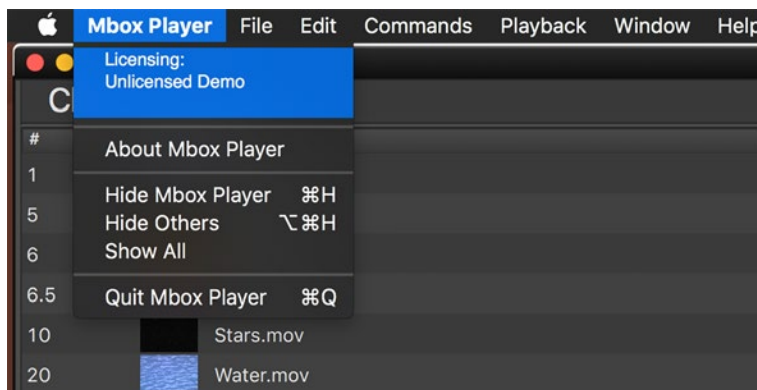 Mbox Player File Edit Commands Playback Window Help
Licensing:
Unlicensed Demo
#
About Mbox Player
1
Hide Mbox Player ⌘H
5
Hide Others ⌥⌘H
6
Show All
6.5
Quit Mbox Player ⌘Q
10 Stars.mov
20 Water.mov